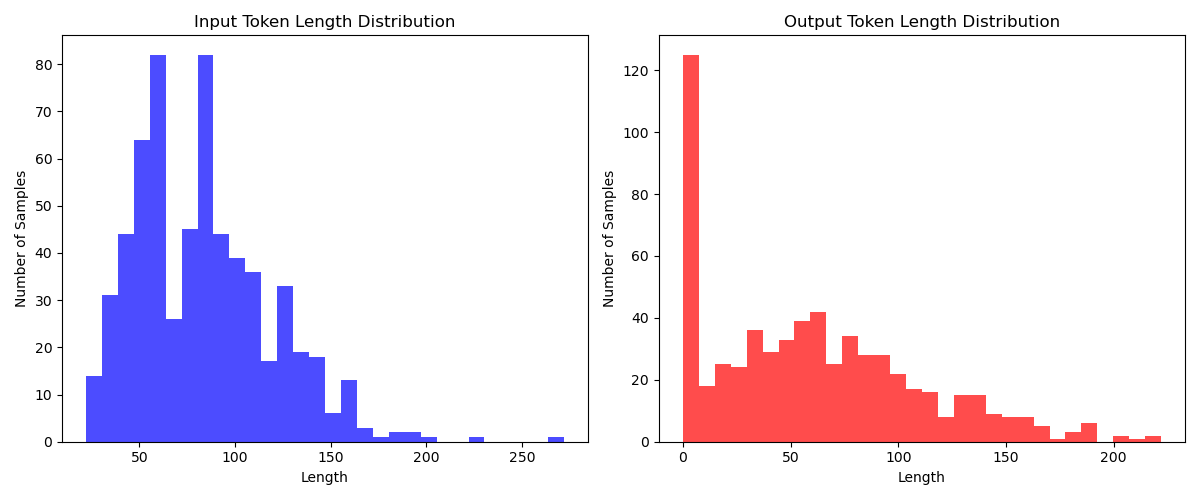 Input Token Length Distribution
Number of Samples
80
70
60
50
40
30
20
10
0
50 100 150 200 250
Length
Output Token Length Distribution
Number of Samples
120
100
80
60
40
20
0
0 50 100 150 200
Length